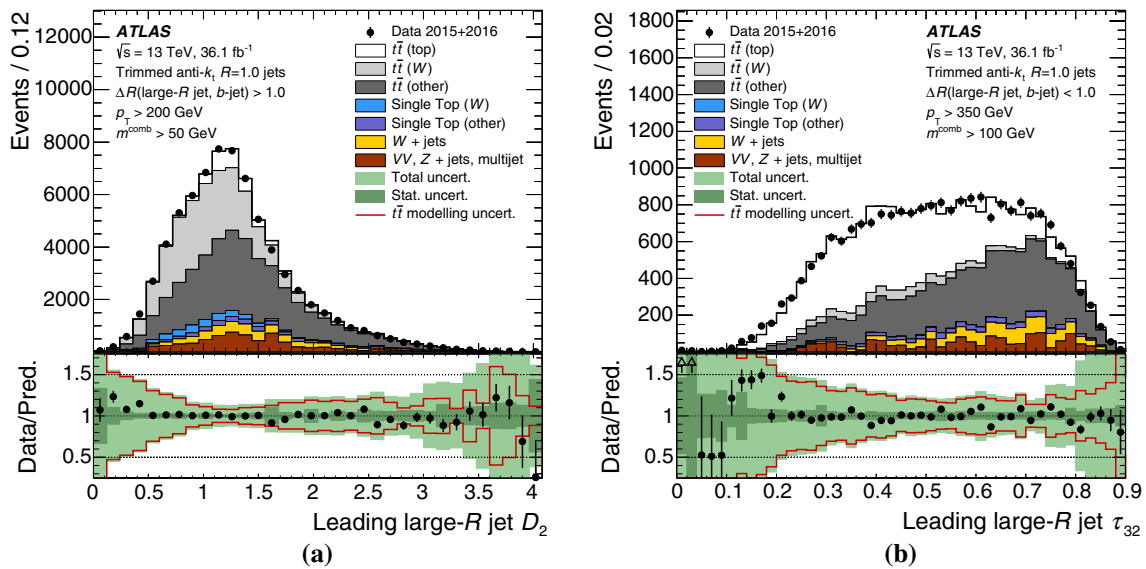 Events / 0.12
12000
10000
8000
6000
4000
2000
ATLAS
√s = 13 TeV, 36.1 fb-1
Trimmed anti-kt R=1.0 jets
ΔR(large-R jet, b-jet) > 1.0
pT > 200 GeV
mcomb > 50 GeV
Data 2015+2016
tt̄ (top)
tt̄ (W)
tt̄ (other)
Single Top (W)
Single Top (other)
W + jets
VV, Z + jets, multijet
Total uncert.
Stat. uncert.
tt̄ modelling uncert.
Data/Pred.
1.5
1
0.5
0 0.5 1 1.5 2 2.5 3 3.5 4
Leading large-R jet D2
(a)
Events / 0.02
1800
1600
1400
1200
1000
800
600
400
200
0
Data 2015+2016
tt̄ (top)
tt̄ (W)
tt̄ (other)
Single Top (W)
Single Top (other)
W + jets
VV, Z + jets, multijet
Total uncert.
Stat. uncert.
tt̄ modelling uncert.
ATLAS
√s = 13 TeV, 36.1 fb-1
Trimmed anti-kt R=1.0 jets
ΔR(large-R jet, b-jet) < 1.0
pT > 350 GeV
mcomb > 100 GeV
Data/Pred.
1.5
1
0.5
0 0.1 0.2 0.3 0.4 0.5 0.6 0.7 0.8 0.9
Leading large-R jet τ32
(b)